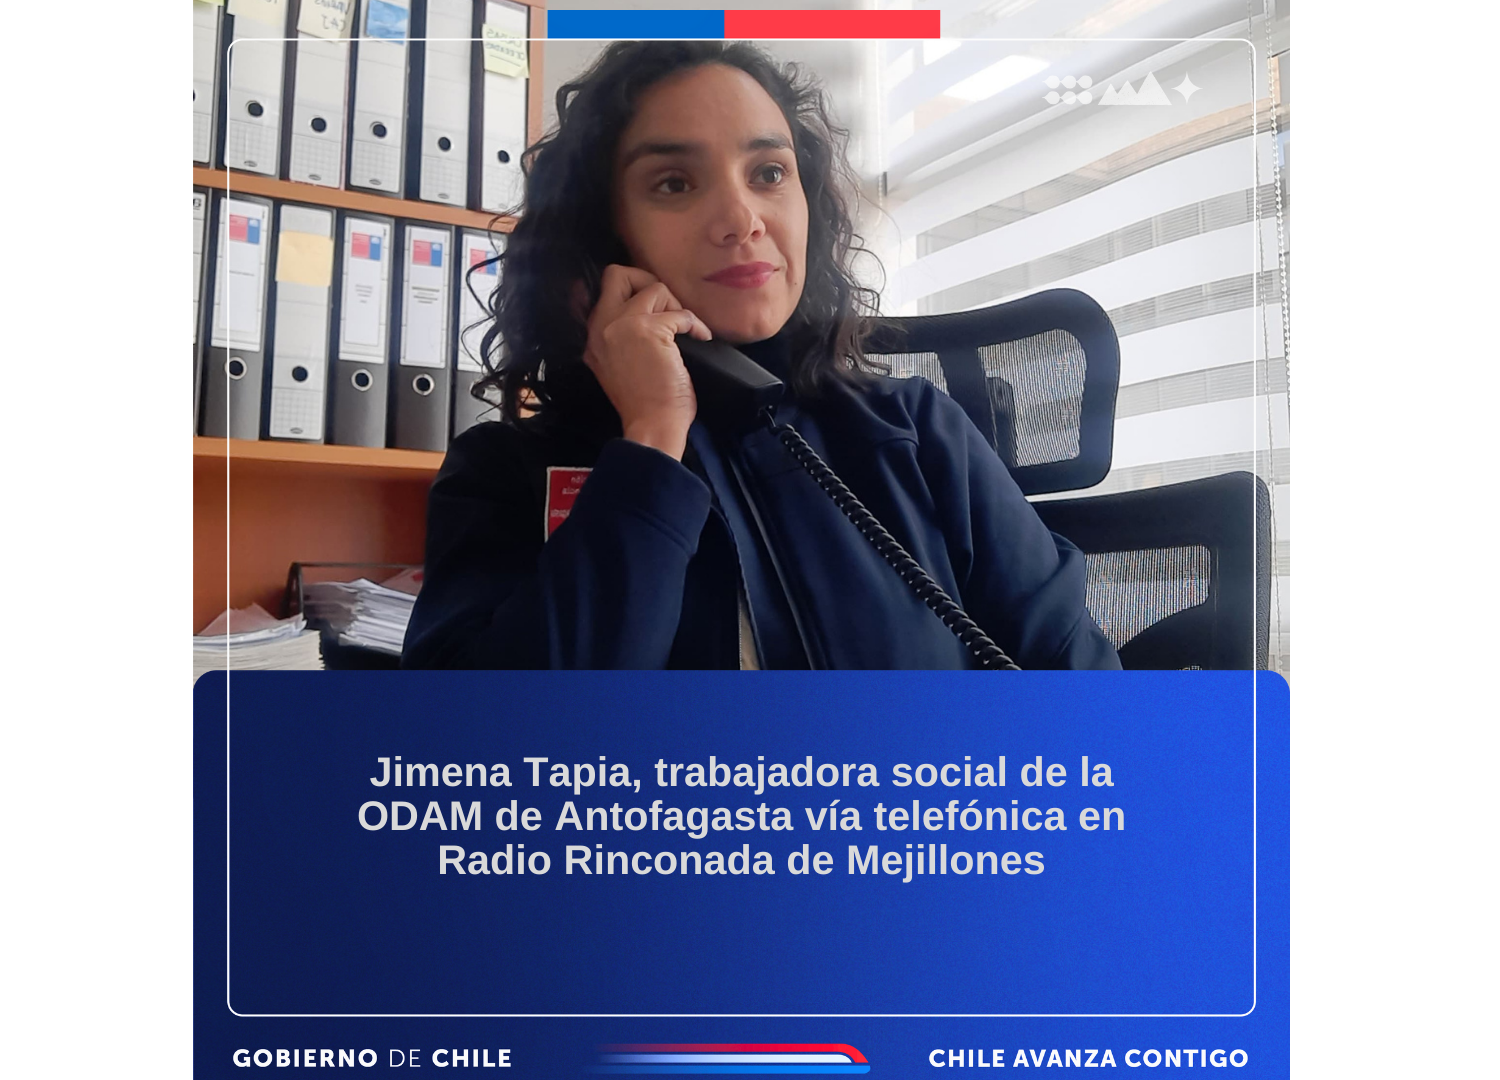 Jimena Tapia, trabajadora social de la
ODAM de Antofagasta vía telefónica en
Radio Rinconada de Mejillones
GOBIERNO DE CHILE
CHILE AVANZA CONTIGO